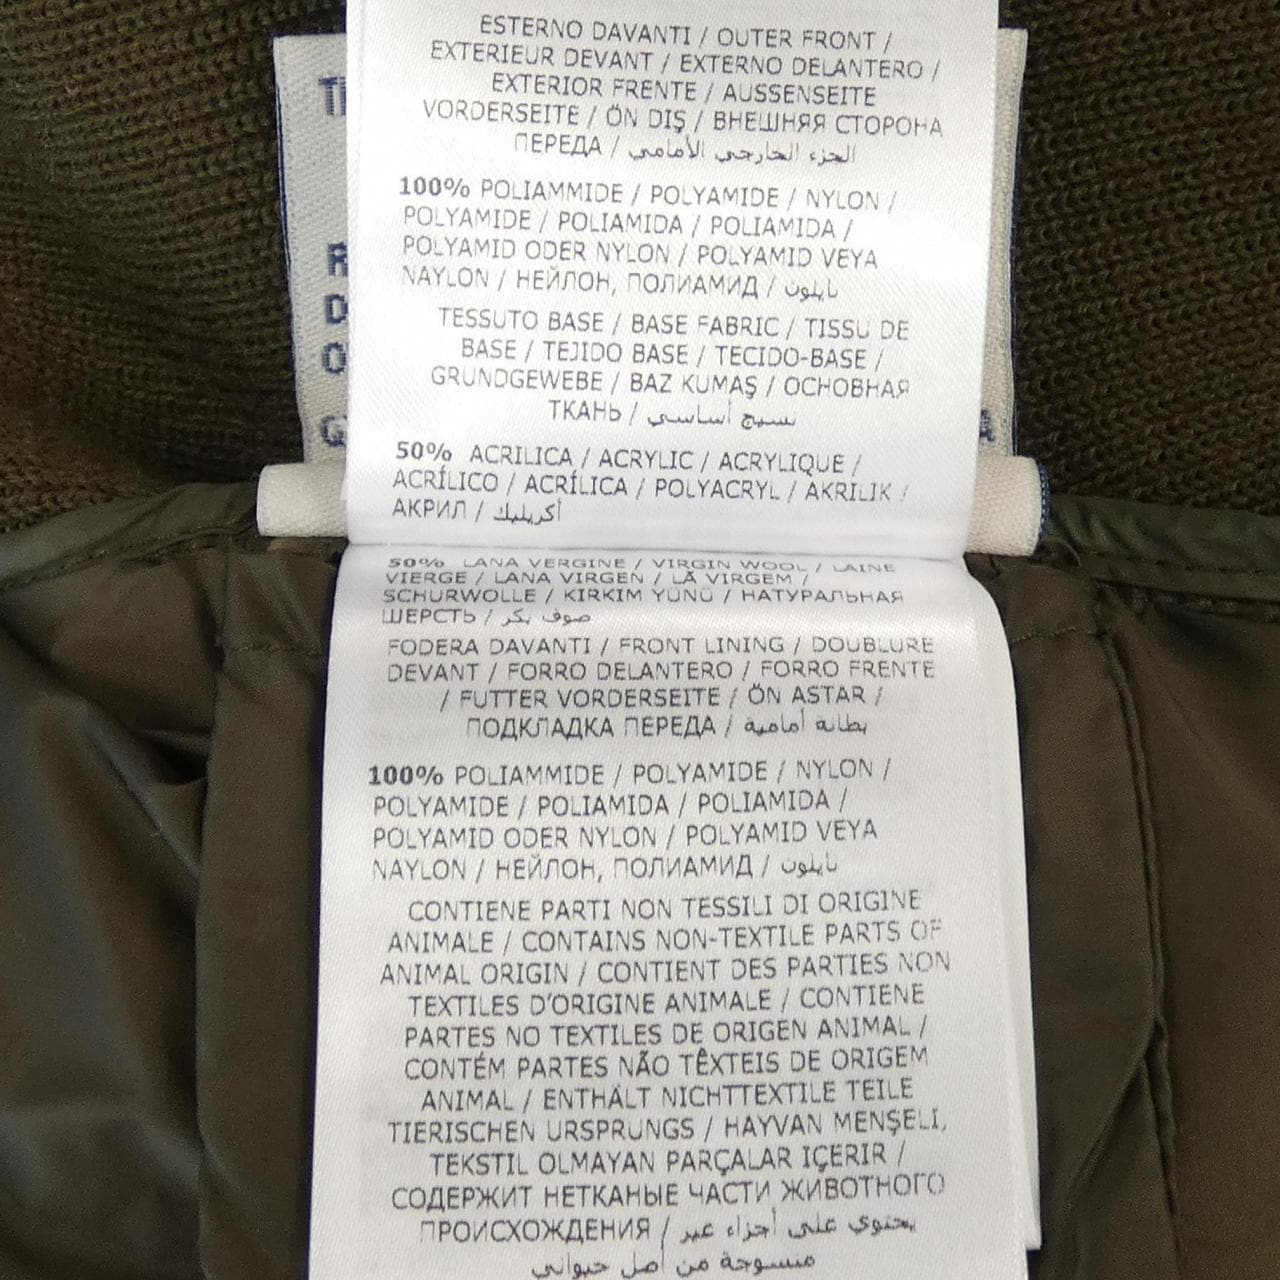 ESTERNO DAVANTI / OUTER FRONT /
EXTERIEUR DEVANT / EXTERNO DELANTERO /
EXTERIOR FRENTE / AUSSENSEITE
VORDERSEITE / ÖN DIŞ / ВНЕШНЯЯ СТОРОНА
ПЕРЕДА / الجزء الخارجي الأمامي
100% POLIAMMIDE / POLYAMIDE / NYLON /
POLYAMIDE / POLIAMIDA / POLIAMIDA /
POLYAMID ODER NYLON / POLYAMID VEYA
NAYLON / НЕЙЛОН, ПОЛИАМИД / نايلون
TESSUTO BASE / BASE FABRIC / TISSU DE
BASE / TEJIDO BASE / TECIDO-BASE /
GRUNDGEWEBE / BAZ KUMAŞ / ОСНОВНАЯ
ТКАНЬ / نسيج أساسي
50% ACRILICA / ACRYLIC / ACRYLIQUE /
ACRÍLICO / ACRÍLICA / POLYACRYL / AKRILIK /
АКРИЛ / أكريليك
50% LANA VERGINE / VIRGIN WOOL / LAINE
VIERGE / LANA VIRGEN / LÃ VIRGEM /
SCHURWOLLE / KIRKIM YÜNÜ / НАТУРАЛЬНАЯ
ШЕРСТЬ / صوف بكر
FODERA DAVANTI / FRONT LINING / DOUBLURE
DEVANT / FORRO DELANTERO / FORRO FRENTE
/ FUTTER VORDERSEITE / ÖN ASTAR /
ПОДКЛАДКА ПЕРЕДА / بطانة أمامية
100% POLIAMMIDE / POLYAMIDE / NYLON /
POLYAMIDE / POLIAMIDA / POLIAMIDA /
POLYAMID ODER NYLON / POLYAMID VEYA
NAYLON / НЕЙЛОН, ПОЛИАМИД / نايلون
CONTIENE PARTI NON TESSILI DI ORIGINE
ANIMALE / CONTAINS NON-TEXTILE PARTS OF
ANIMAL ORIGIN / CONTIENT DES PARTIES NON
TEXTILES D'ORIGINE ANIMALE / CONTIENE
PARTES NO TEXTILES DE ORIGEN ANIMAL /
CONTÉM PARTES NÃO TÊXTEIS DE ORIGEM
ANIMAL / ENTHÄLT NICHTTEXTILE TEILE
TIERISCHEN URSPRUNGS / HAYVAN MENŞELI,
TEKSTIL OLMAYAN PARÇALAR IÇERIR /
СОДЕРЖИТ НЕТКАНЫЕ ЧАСТИ ЖИВОТНОГО
ПРОИСХОЖДЕНИЯ / يحتوي على أجزاء غير
منسوجة من أصل حيواني